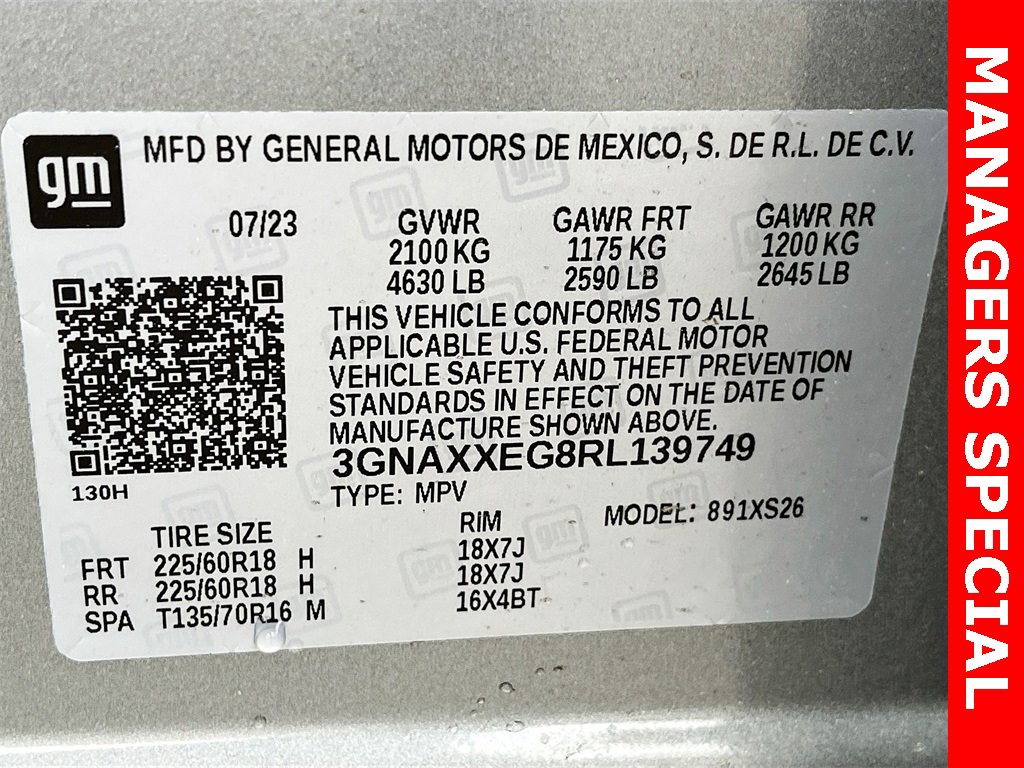 gm
MFD BY GENERAL MOTORS DE MEXICO, S. DE R.L. DE C.V.
07/23 GVWR GAWR FRT GAWR RR
2100 KG 1175 KG 1200 KG
4630 LB 2590 LB 2645 LB
THIS VEHICLE CONFORMS TO ALL
APPLICABLE U.S. FEDERAL MOTOR
VEHICLE SAFETY AND THEFT PREVENTION
STANDARDS IN EFFECT ON THE DATE OF
MANUFACTURE SHOWN ABOVE.
3GNAXXEG8RL139749
130H
TYPE: MPV
MODEL: 891XS26
TIRE SIZE RIM
FRT 225/60R18 H 18X7J
RR 225/60R18 H 18X7J
SPA T135/70R16 M 16X4BT
MANAGERS SPECIAL